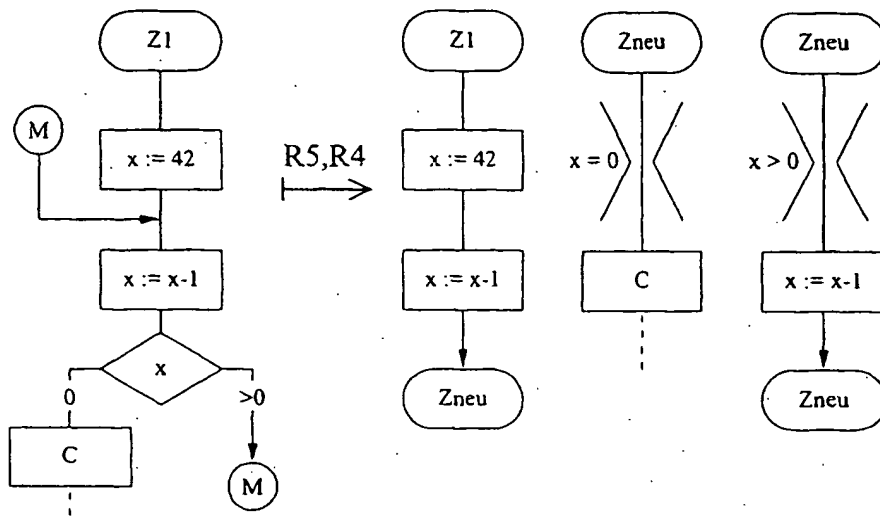 Z1
M
x := 42
x := x-1
x
0
>0
C
M
R5,R4
Z1
x := 42
x := x-1
Zneu
Zneu
x = 0
C
Zneu
x > 0
x := x-1
Zneu